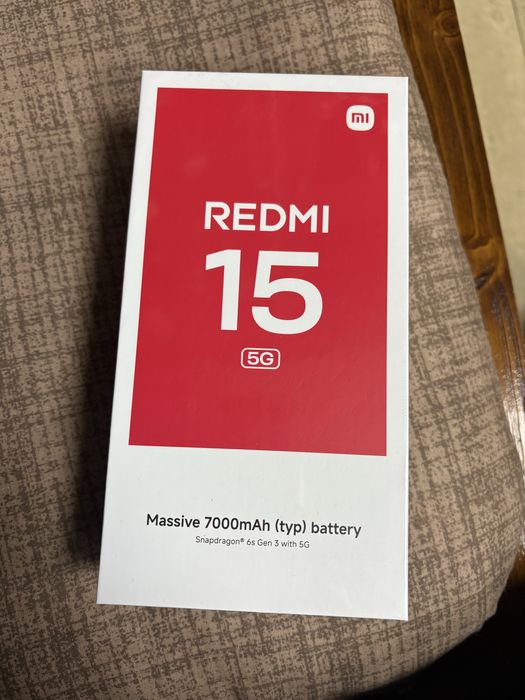 mi
REDMI
15
5G
Massive 7000mAh (typ) battery
Snapdragon® 6s Gen 3 with 5G